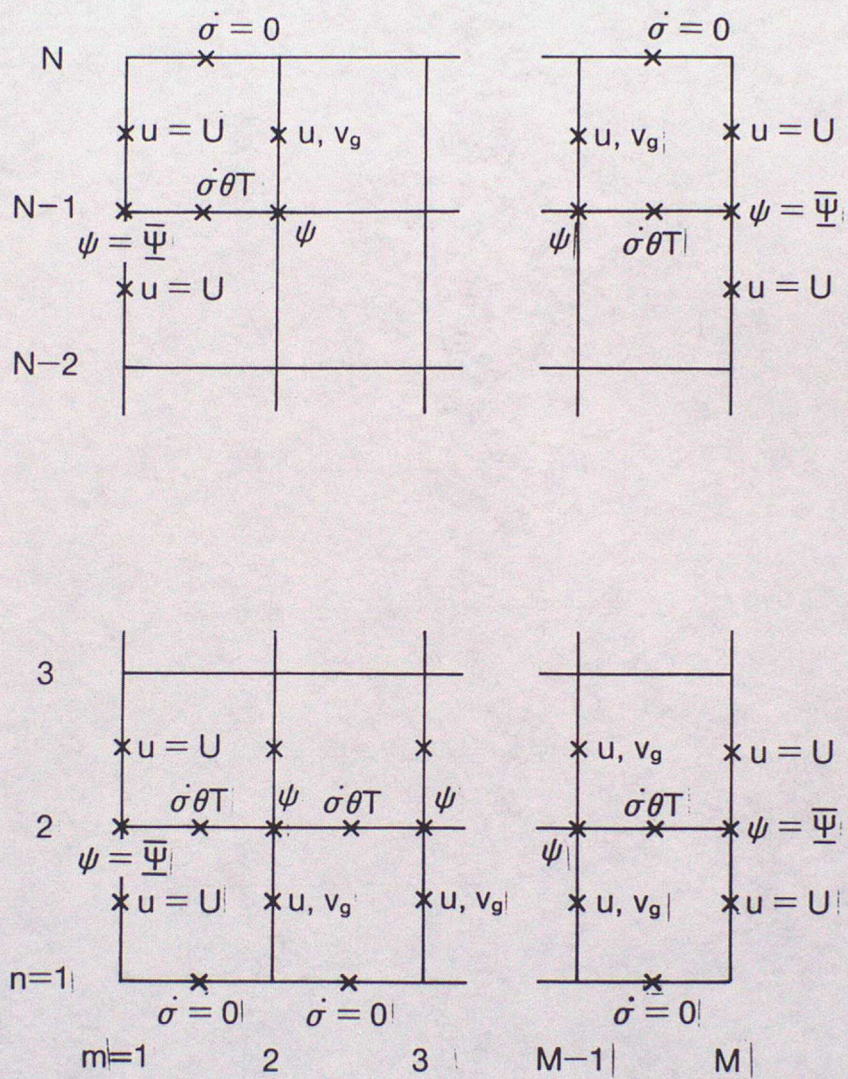 σ̇ = 0 σ̇ = 0
N
u = U u, v_g u, v_g u = U
σ̇θT
N−1 ψ = Ψ̲̅
ψ = Ψ̲̅ ψ ψ σ̇θT
u = U u = U
N−2
3
u = U u, v_g u = U
σ̇θT ψ σ̇θT ψ σ̇θT
2 ψ = Ψ̲̅
ψ = Ψ̲̅ ψ
u = U u, v_g u, v_g u, v_g u = U
n=1
σ̇ = 0 σ̇ = 0 σ̇ = 0
m=1 2 3 M−1 M